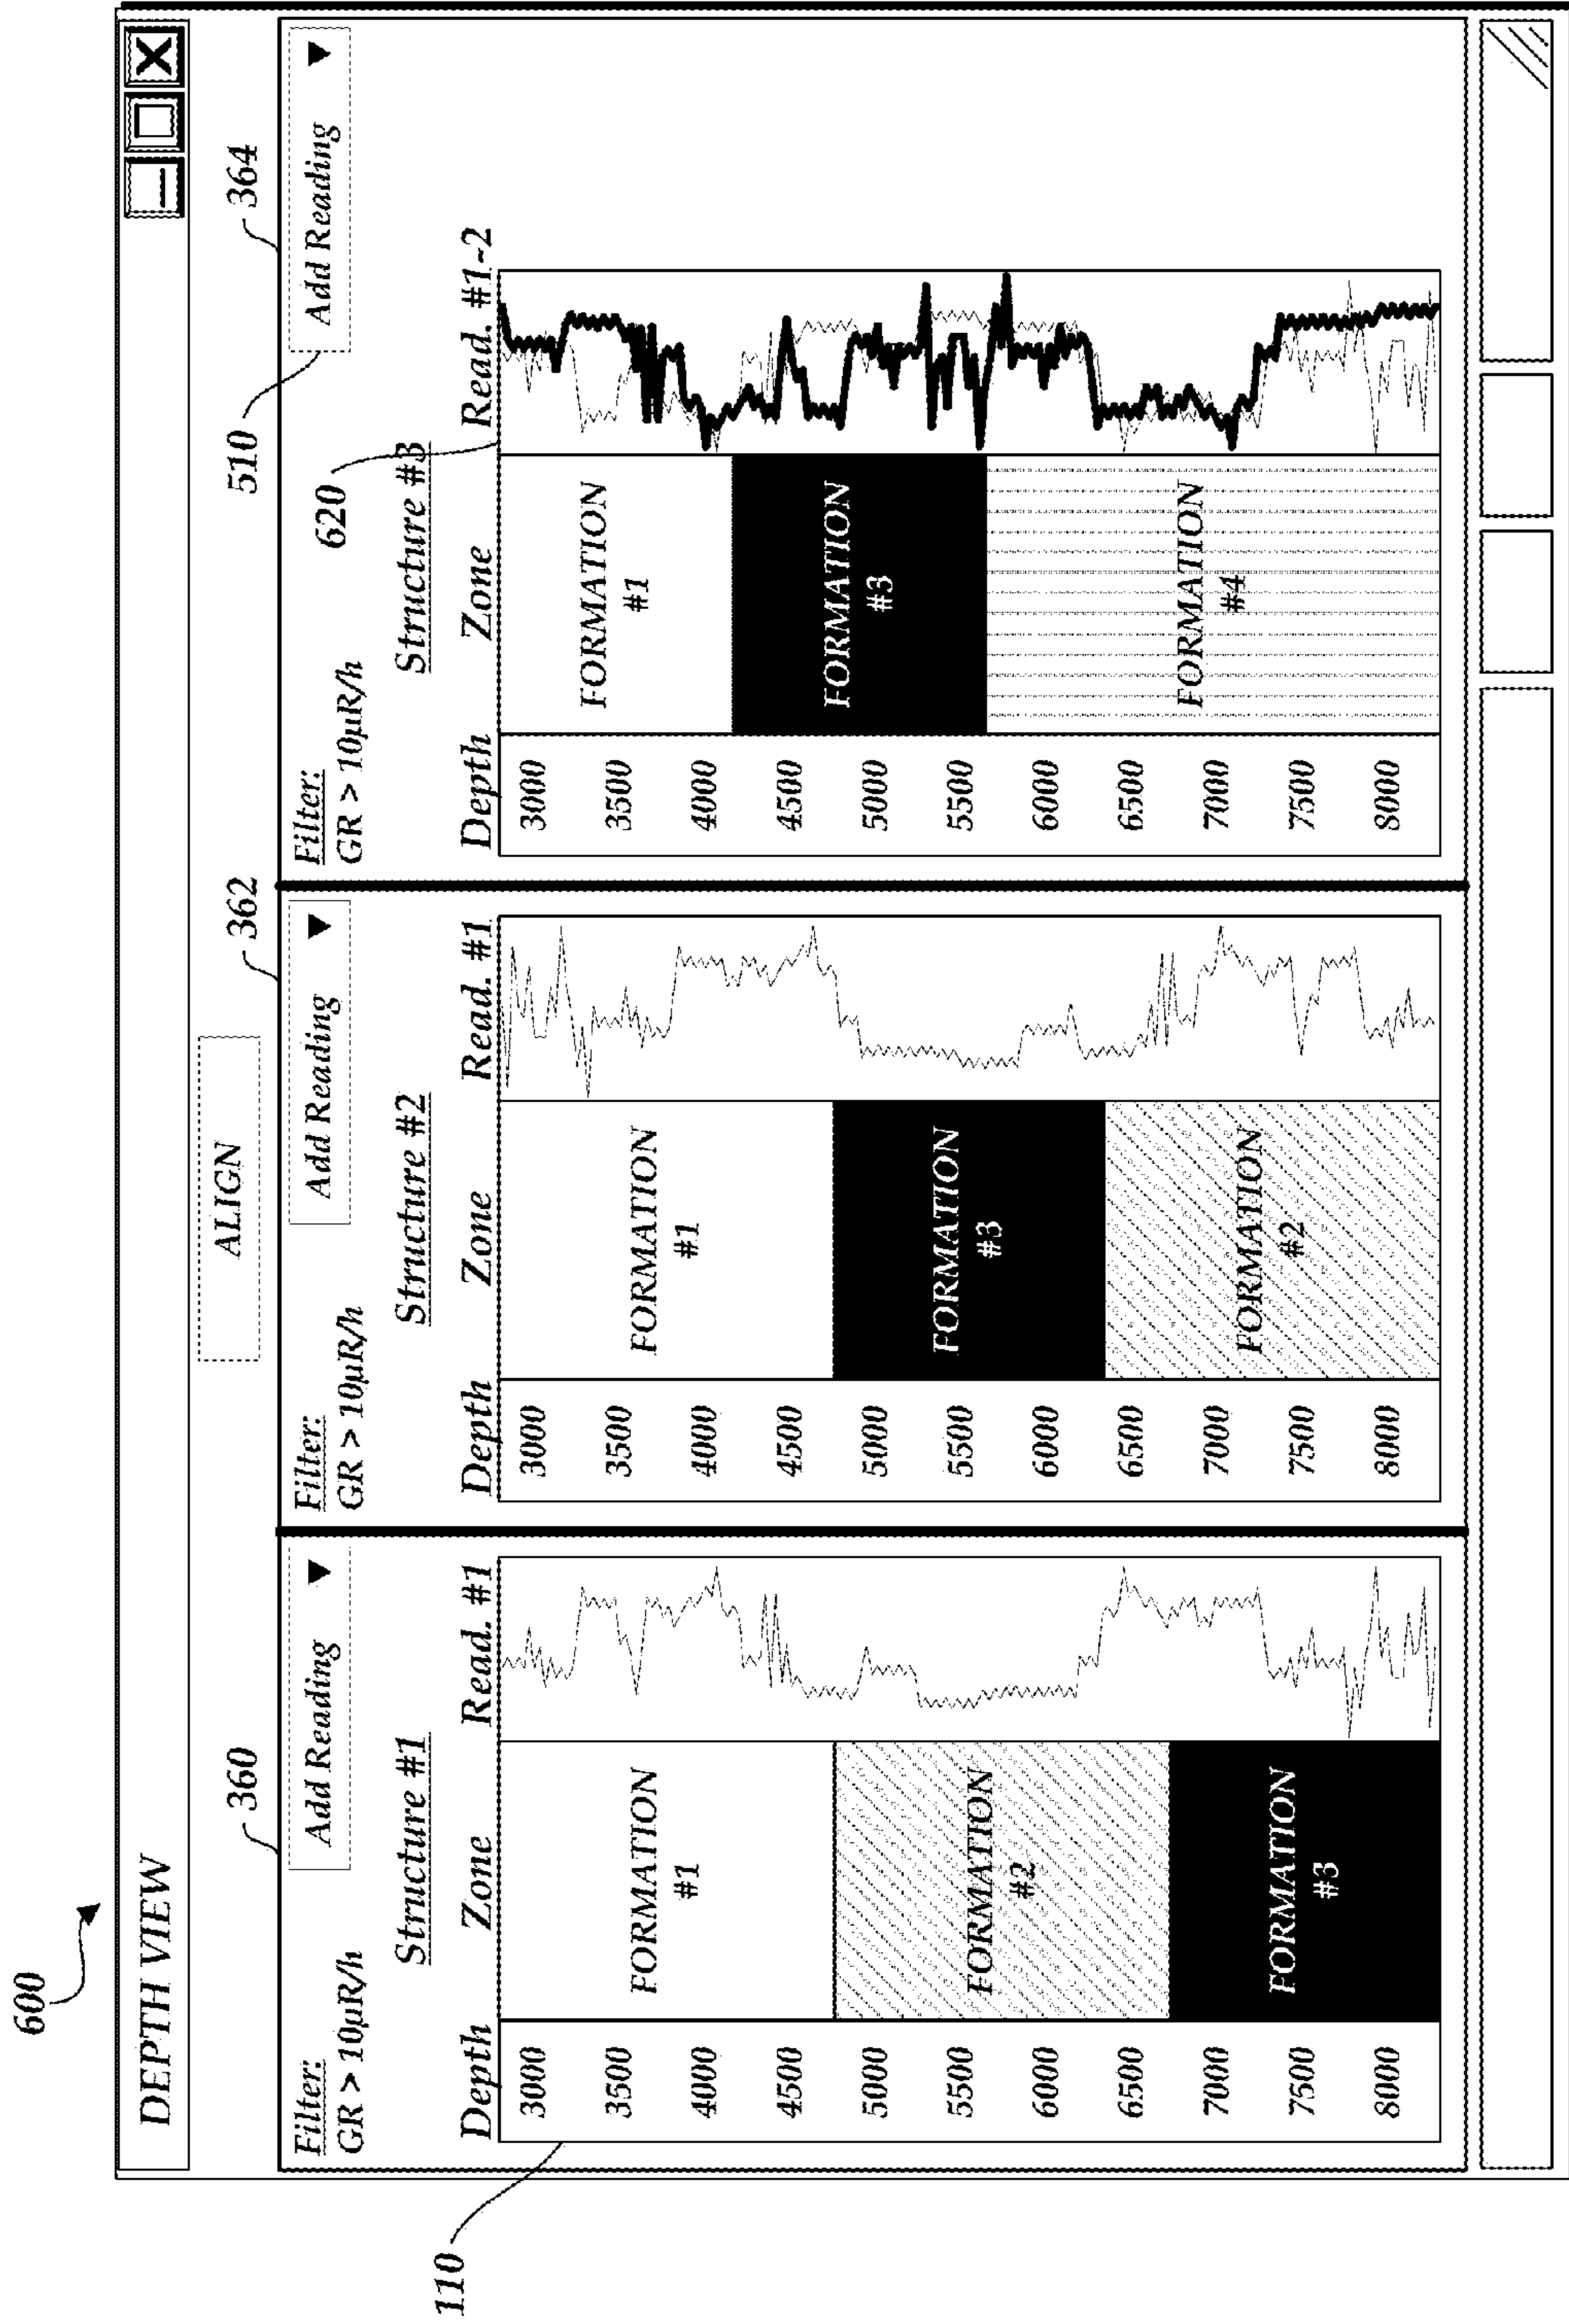 600
DEPTH VIEW
ALIGN
360
362
364
510
620
110
Filter:
GR > 10µR/h
Add Reading
Structure #1
Depth
Zone
Read. #1
3000
3500
4000
4500
5000
5500
6000
6500
7000
7500
8000
FORMATION
#1
FORMATION
#2
FORMATION
#3
Filter:
GR > 10µR/h
Add Reading
Structure #2
Depth
Zone
Read. #1
3000
3500
4000
4500
5000
5500
6000
6500
7000
7500
8000
FORMATION
#1
FORMATION
#3
FORMATION
#2
Filter:
GR > 10µR/h
Add Reading
Structure #3
Depth
Zone
Read. #1-2
3000
3500
4000
4500
5000
5500
6000
6500
7000
7500
8000
FORMATION
#1
FORMATION
#3
FORMATION
#4